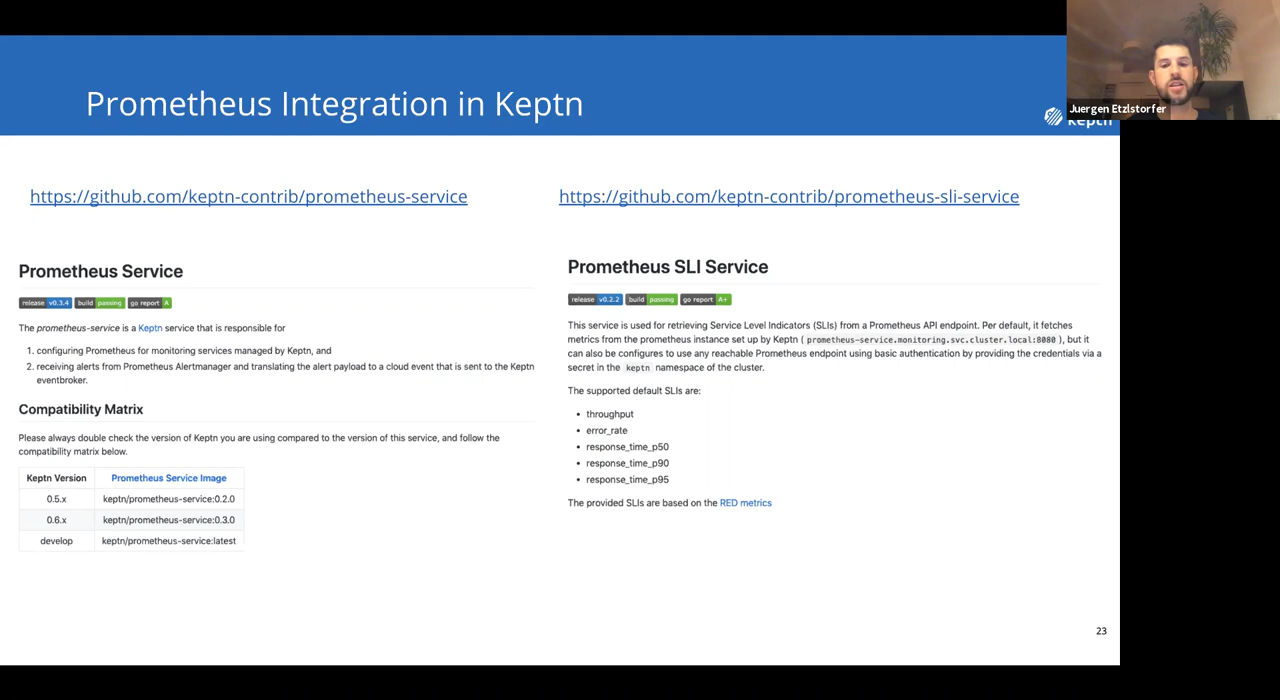 Prometheus Integration in Keptn
Juergen Etzlstorfer
keptn
https://github.com/keptn-contrib/prometheus-service
https://github.com/keptn-contrib/prometheus-sli-service
Prometheus Service
release v0.3.4 build passing go report A
The prometheus-service is a Keptn service that is responsible for
1. configuring Prometheus for monitoring services managed by Keptn, and
2. receiving alerts from Prometheus Alertmanager and translating the alert payload to a cloud event that is sent to the Keptn
eventbroker.
Compatibility Matrix
Please always double check the version of Keptn you are using compared to the version of this service, and follow the
compatibility matrix below.
Keptn Version Prometheus Service Image
0.5.x keptn/prometheus-service:0.2.0
0.6.x keptn/prometheus-service:0.3.0
develop keptn/prometheus-service:latest
Prometheus SLI Service
release v0.2.2 build passing go report A+
This service is used for retrieving Service Level Indicators (SLIs) from a Prometheus API endpoint. Per default, it fetches
metrics from the prometheus instance set up by Keptn ( prometheus-service.monitoring.svc.cluster.local:8080 ), but it
can also be configures to use any reachable Prometheus endpoint using basic authentication by providing the credentials via a
secret in the keptn namespace of the cluster.
The supported default SLIs are:
• throughput
• error_rate
• response_time_p50
• response_time_p90
• response_time_p95
The provided SLIs are based on the RED metrics
23